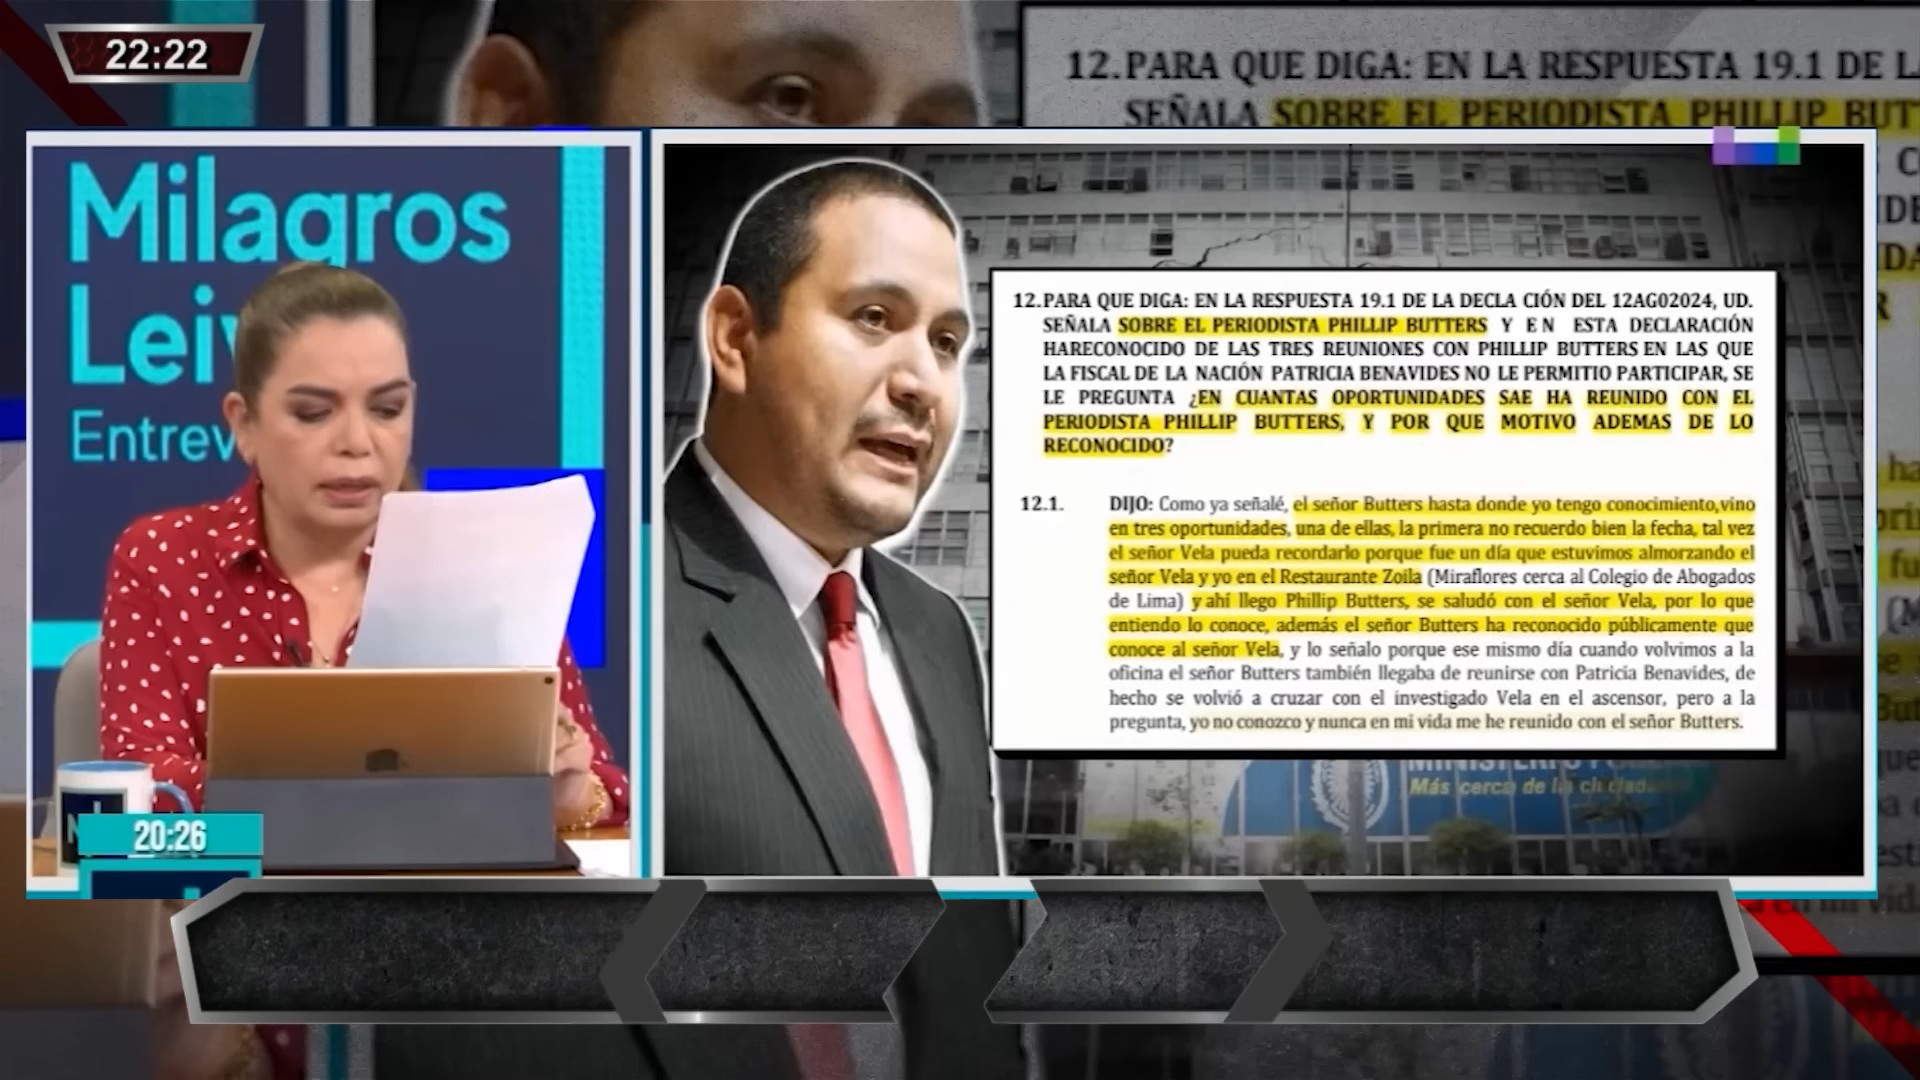 22:22
12. PARA QUE DIGA: EN LA RESPUESTA 19.1 DE L
SEÑALA SOBRE EL PERIODISTA PHILLIP BUTT
Milagros
Leiv
Entrev
20:26
12. PARA QUE DIGA: EN LA RESPUESTA 19.1 DE LA DECLA CIÓN DEL 12AGO2024, UD.
SEÑALA SOBRE EL PERIODISTA PHILLIP BUTTERS Y E N ESTA DECLARACIÓN
HARECONOCIDO DE LAS TRES REUNIONES CON PHILLIP BUTTERS EN LAS QUE
LA FISCAL DE LA NACIÓN PATRICIA BENAVIDES NO LE PERMITIO PARTICIPAR, SE
LE PREGUNTA ¿EN CUANTAS OPORTUNIDADES SAE HA REUNIDO CON EL
PERIODISTA PHILLIP BUTTERS, Y POR QUE MOTIVO ADEMAS DE LO
RECONOCIDO?
12.1. DIJO: Como ya señalé, el señor Butters hasta donde yo tengo conocimiento,vino
en tres oportunidades, una de ellas, la primera no recuerdo bien la fecha, tal vez
el señor Vela pueda recordarlo porque fue un día que estuvimos almorzando el
señor Vela y yo en el Restaurante Zoila (Miraflores cerca al Colegio de Abogados
de Lima) y ahí llego Phillip Butters, se saludó con el señor Vela, por lo que
entiendo lo conoce, además el señor Butters ha reconocido públicamente que
conoce al señor Vela, y lo señalo porque ese mismo día cuando volvimos a la
oficina el señor Butters también llegaba de reunirse con Patricia Benavides, de
hecho se volvió a cruzar con el investigado Vela en el ascensor, pero a la
pregunta, yo no conozco y nunca en mi vida me he reunido con el señor Butters.
MINISTERIO PÚBLICO
Más cerca de la ciudadanía